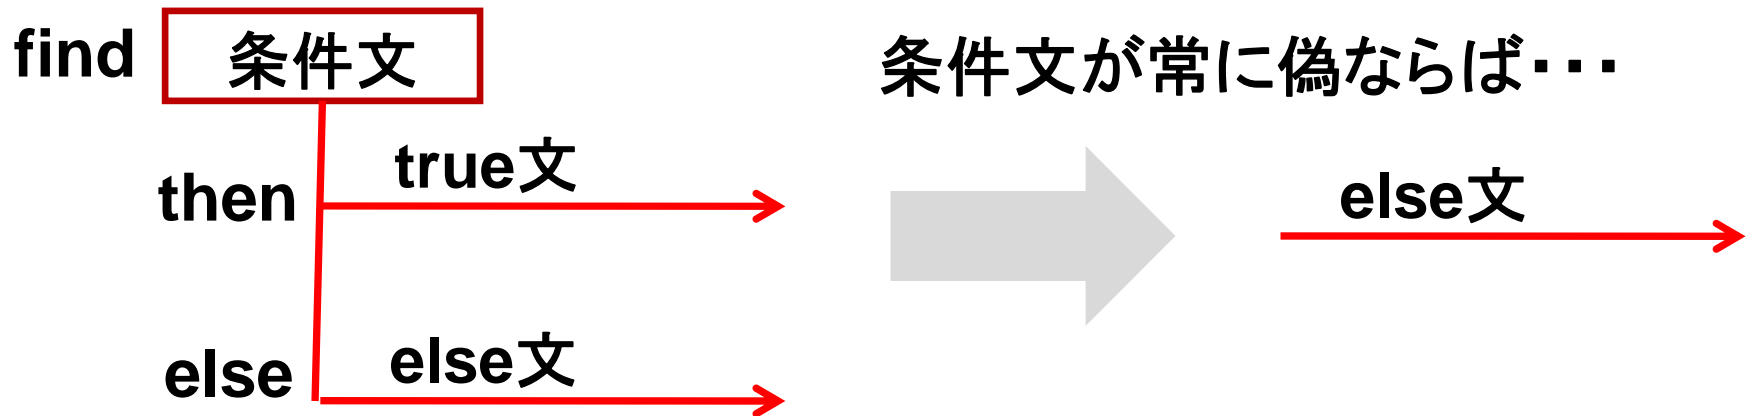 find 条件文
then true文
else else文
条件文が常に偽ならば・・・
else文